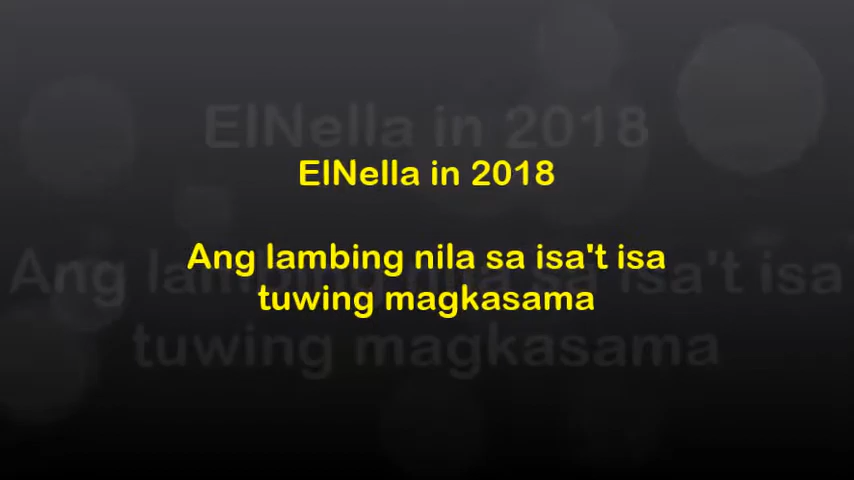 ElNella in 2018
Ang lambing nila sa isa't isa
tuwing magkasama